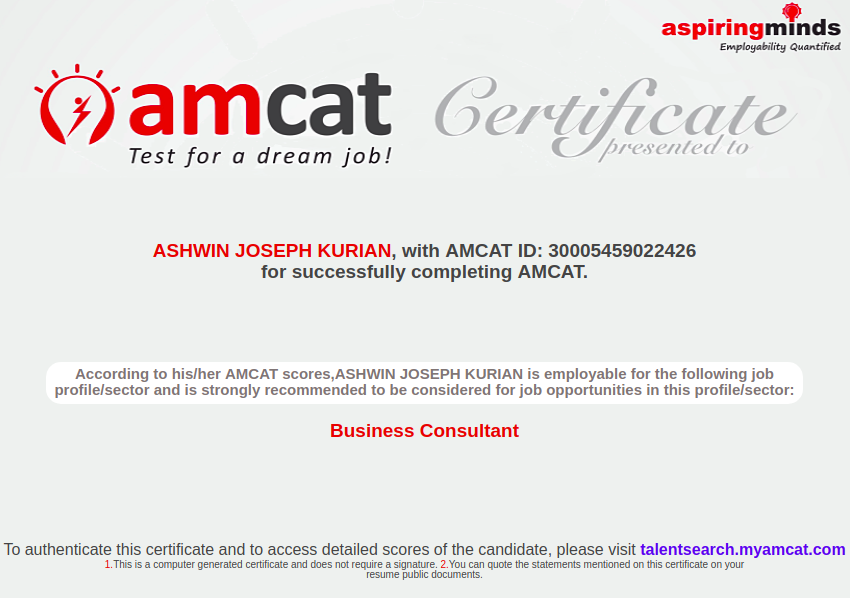 aspiringminds
Employability Quantified
amcat
Test for a dream job!
Certificate
presented to
ASHWIN JOSEPH KURIAN, with AMCAT ID: 30005459022426
for successfully completing AMCAT.
According to his/her AMCAT scores,ASHWIN JOSEPH KURIAN is employable for the following job
profile/sector and is strongly recommended to be considered for job opportunities in this profile/sector:
Business Consultant
To authenticate this certificate and to access detailed scores of the candidate, please visit talentsearch.myamcat.com
1.This is a computer generated certificate and does not require a signature. 2.You can quote the statements mentioned on this certificate on your
resume public documents.